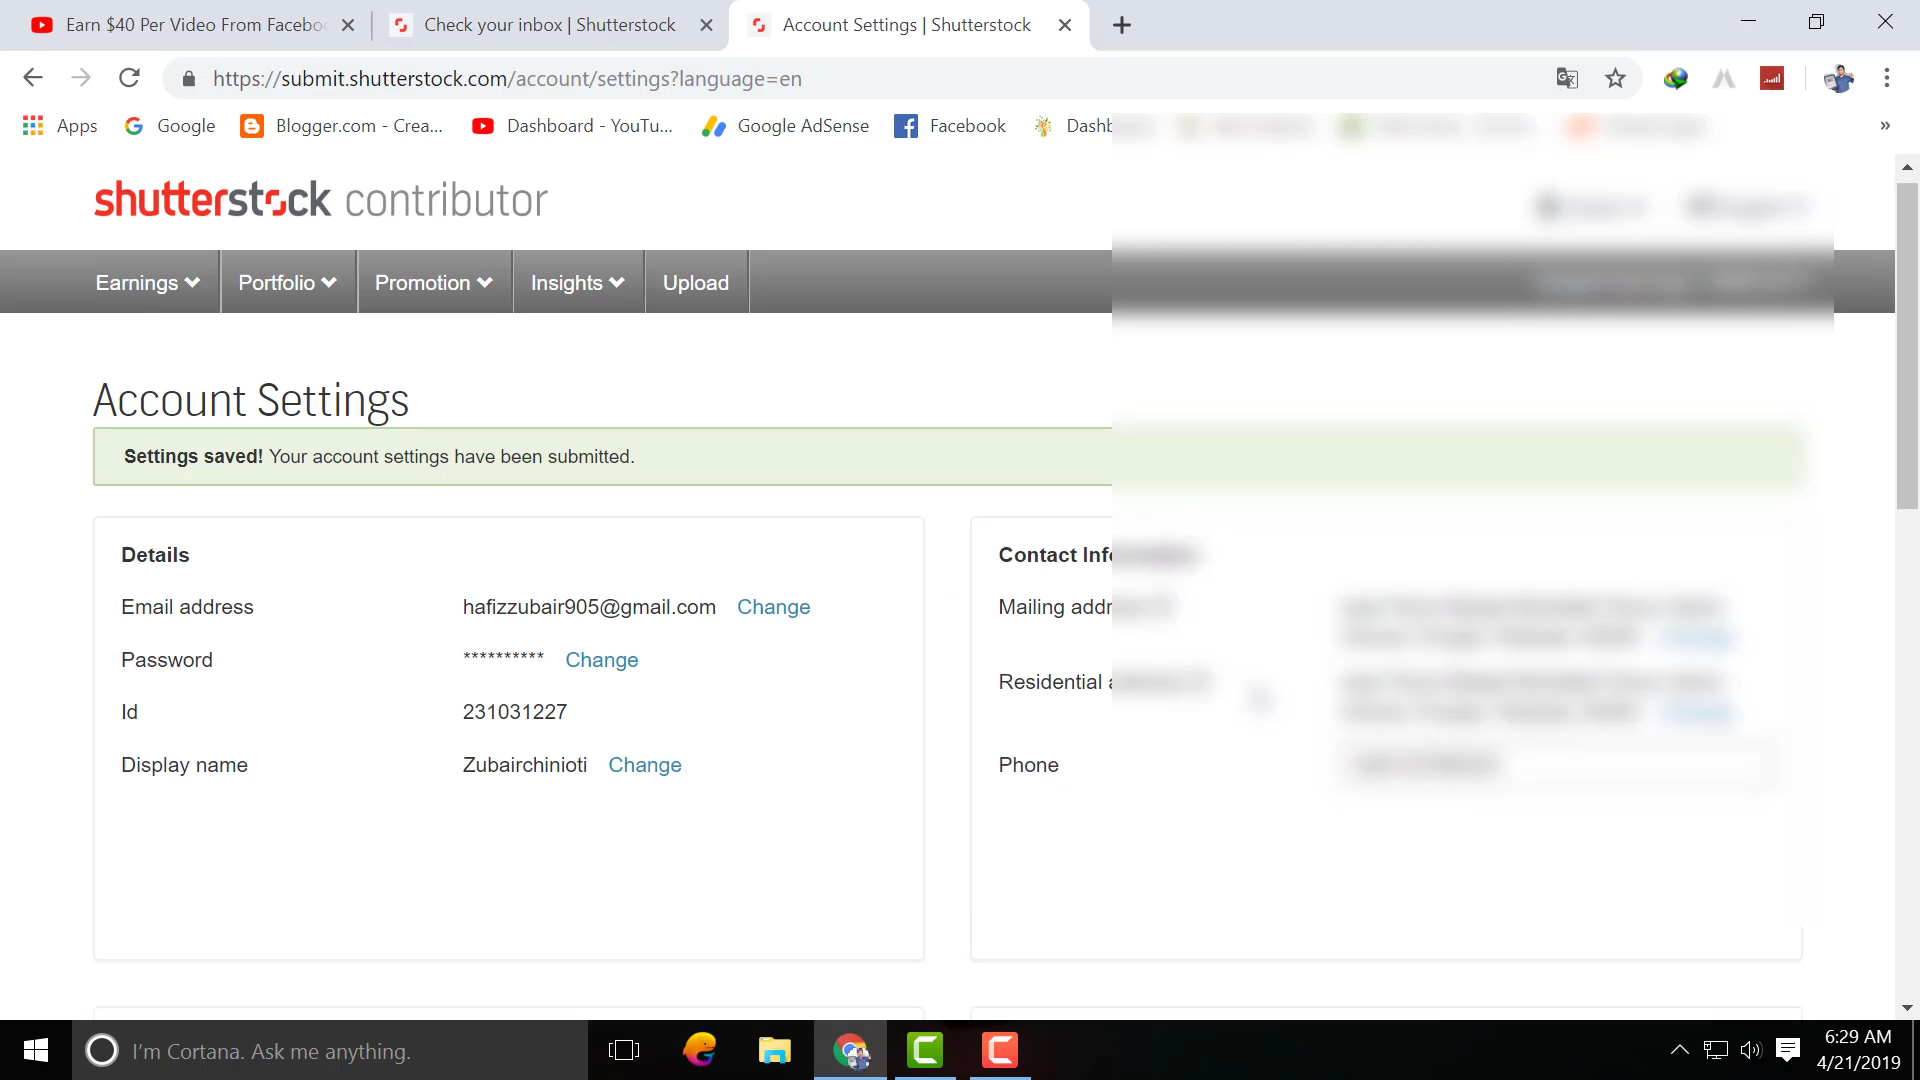 Earn $40 Per Video From Facebo
Check your inbox | Shutterstock
Account Settings | Shutterstock
https://submit.shutterstock.com/account/settings?language=en
Apps
Google
Blogger.com - Crea...
Dashboard - YouTu...
Google AdSense
Facebook
shutterstock contributor
Earnings
Portfolio
Promotion
Insights
Upload
Account Settings
Settings saved! Your account settings have been submitted.
Details
Email address
hafizzubair905@gmail.com
Change
Password
**********
Change
Id
231031227
Display name
Zubairchinioti
Change
Contact
Mailing
Residential
Phone
I'm Cortana. Ask me anything.
6:29 AM
4/21/2019